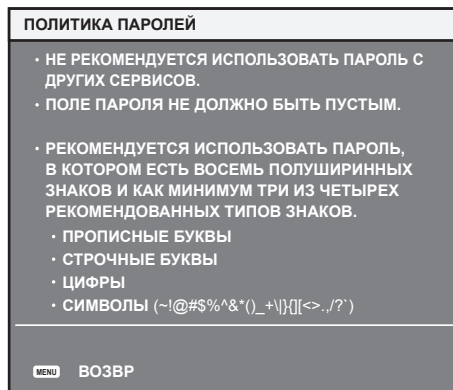 ПОЛИТИКА ПАРОЛЕЙ
• НЕ РЕКОМЕНДУЕТСЯ ИСПОЛЬЗОВАТЬ ПАРОЛЬ С
ДРУГИХ СЕРВИСОВ.
• ПОЛЕ ПАРОЛЯ НЕ ДОЛЖНО БЫТЬ ПУСТЫМ.
• РЕКОМЕНДУЕТСЯ ИСПОЛЬЗОВАТЬ ПАРОЛЬ,
В КОТОРОМ ЕСТЬ ВОСЕМЬ ПОЛУШИРИННЫХ
ЗНАКОВ И КАК МИНИМУМ ТРИ ИЗ ЧЕТЫРЕХ
РЕКОМЕНДОВАННЫХ ТИПОВ ЗНАКОВ.
• ПРОПИСНЫЕ БУКВЫ
• СТРОЧНЫЕ БУКВЫ
• ЦИФРЫ
• СИМВОЛЫ (~!@#$%^&*()_+\|}{][<>.,/?`)
MENU ВОЗВР